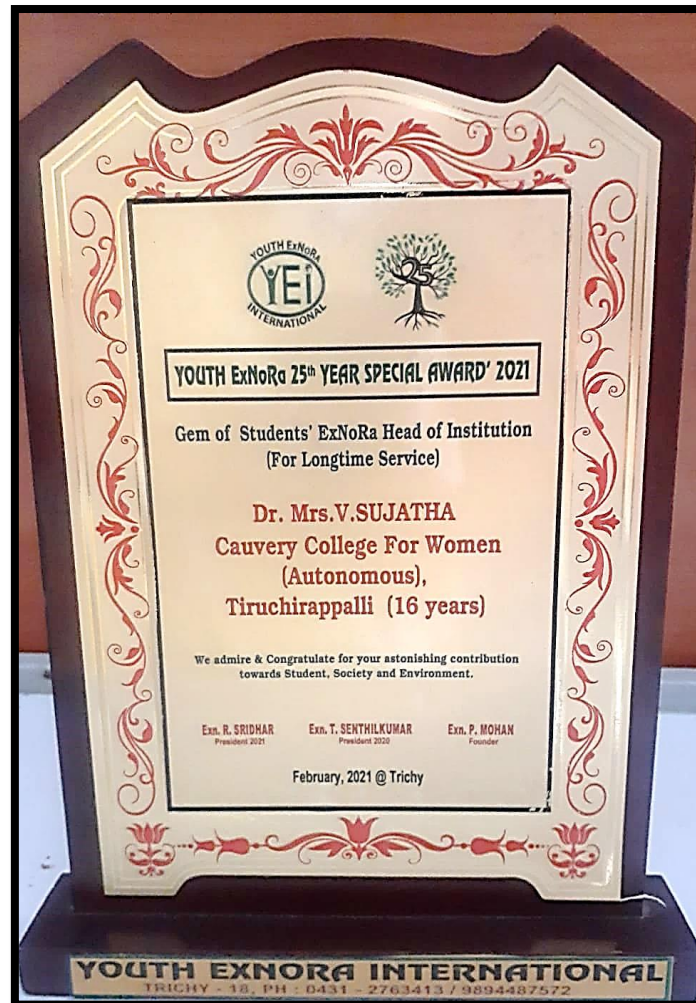 YOUTH ExNoRa
YEi
INTERNATIONAL
25
YOUTH ExNoRa 25th YEAR SPECIAL AWARD' 2021
Gem of Students' ExNoRa Head of Institution
(For Longtime Service)
Dr. Mrs.V.SUJATHA
Cauvery College For Women
(Autonomous),
Tiruchirappalli (16 years)
We admire & Congratulate for your astonishing contribution
towards Student, Society and Environment.
Exn. R. SRIDHAR Exn. T. SENTHILKUMAR Exn. P. MOHAN
President 2021 President 2020 Founder
February, 2021 @ Trichy
YOUTH EXNORA INTERNATIONAL
TRICHY - 18, PH : 0431 - 2763413 / 9894487572